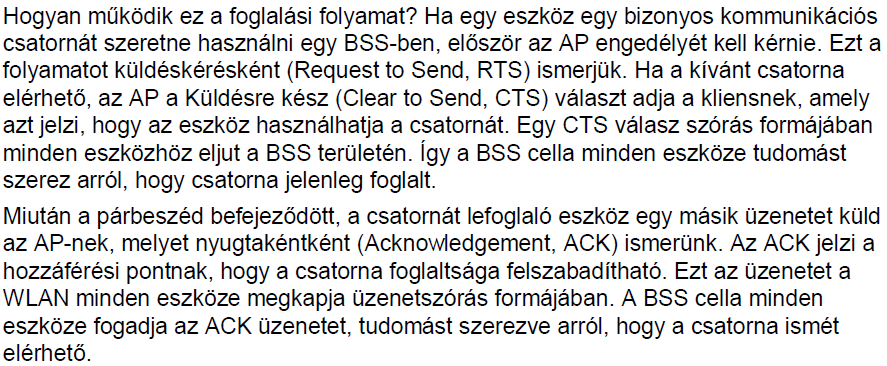 Hogyan működik ez a foglalási folyamat? Ha egy eszköz egy bizonyos kommunikációs
csatornát szeretne használni egy BSS-ben, először az AP engedélyét kell kérnie. Ezt a
folyamatot küldéskérésként (Request to Send, RTS) ismerjük. Ha a kívánt csatorna
elérhető, az AP a Küldésre kész (Clear to Send, CTS) választ adja a kliensnek, amely
azt jelzi, hogy az eszköz használhatja a csatornát. Egy CTS válasz szórás formájában
minden eszközhöz eljut a BSS területén. Így a BSS cella minden eszköze tudomást
szerez arról, hogy csatorna jelenleg foglalt.
Miután a párbeszéd befejeződött, a csatornát lefoglaló eszköz egy másik üzenetet küld
az AP-nek, melyet nyugtakéntként (Acknowledgement, ACK) ismerünk. Az ACK jelzi a
hozzáférési pontnak, hogy a csatorna foglaltsága felszabadítható. Ezt az üzenetet a
WLAN minden eszköze megkapja üzenetszórás formájában. A BSS cella minden
eszköze fogadja az ACK üzenetet, tudomást szerezve arról, hogy a csatorna ismét
elérhető.